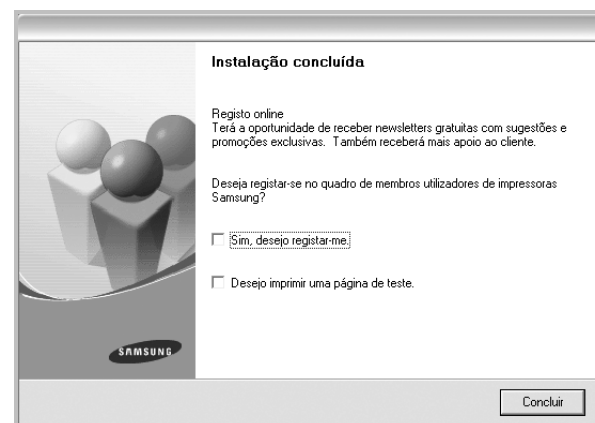 Instalação concluída
Registo online
Terá a oportunidade de receber newsletters gratuitas com sugestões e
promoções exclusivas. Também receberá mais apoio ao cliente.
Deseja registar-se no quadro de membros utilizadores de impressoras
Samsung?
Sim, desejo registar-me.
Desejo imprimir uma página de teste.
SAMSUNG
Concluir